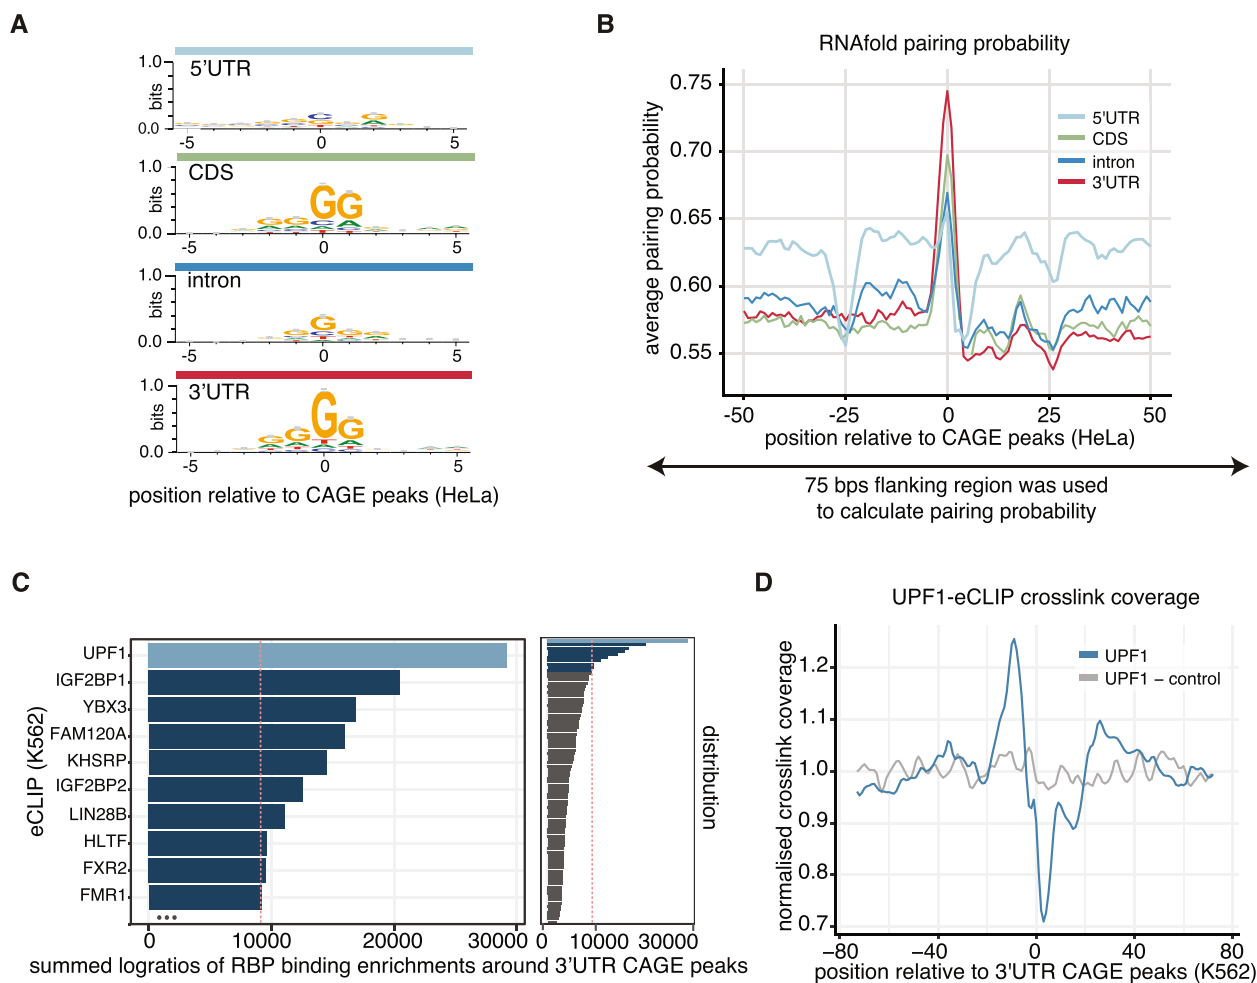 A
5'UTR
1.0
bits
0.0
-5
0
5
CDS
1.0
bits
0.0
-5
0
5
intron
1.0
bits
0.0
-5
0
5
3'UTR
1.0
bits
0.0
-5
0
5
position relative to CAGE peaks (HeLa)
B
RNAfold pairing probability
average pairing probability
0.75
0.70
0.65
0.60
0.55
5'UTR
CDS
intron
3'UTR
-50
-25
0
25
50
position relative to CAGE peaks (HeLa)
75 bps flanking region was used
to calculate pairing probability
C
eCLIP (K562)
UPF1
IGF2BP1
YBX3
FAM120A
KHSRP
IGF2BP2
LIN28B
HLTF
FXR2
FMR1
...
0
10000
20000
30000
distribution
0
10000
30000
summed logratios of RBP binding enrichments around 3'UTR CAGE peaks
D
UPF1-eCLIP crosslink coverage
normalised crosslink coverage
1.2
1.1
1.0
0.9
0.8
0.7
UPF1
UPF1 – control
−80
−40
0
40
80
position relative to 3'UTR CAGE peaks (K562)